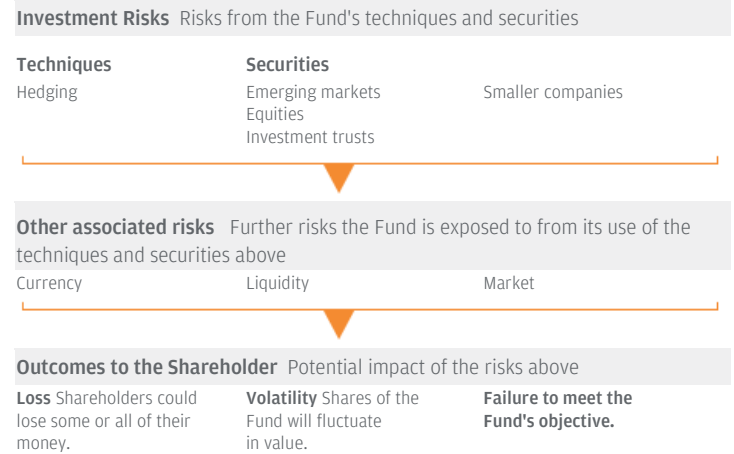 Investment Risks Risks from the Fund's techniques and securities
Techniques Securities
Hedging Emerging markets Smaller companies
Equities
Investment trusts
Other associated risks Further risks the Fund is exposed to from its use of the
techniques and securities above
Currency Liquidity Market
Outcomes to the Shareholder Potential impact of the risks above
Loss Shareholders could
lose some or all of their
money.
Volatility Shares of the
Fund will fluctuate
in value.
Failure to meet the
Fund's objective.